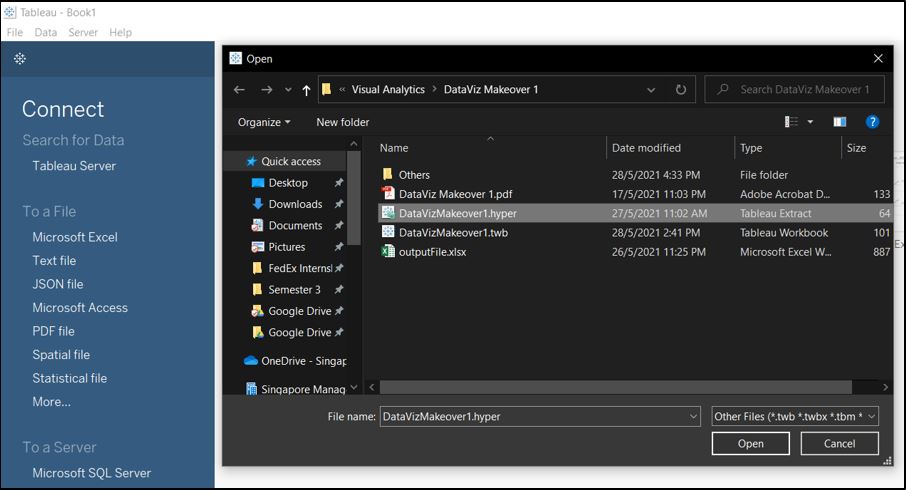 Tableau - Book1
File Data Server Help
Connect
Search for Data
Tableau Server
To a File
Microsoft Excel
Text file
JSON file
Microsoft Access
PDF file
Spatial file
Statistical file
More...
To a Server
Microsoft SQL Server
Open
« Visual Analytics > DataViz Makeover 1
Search DataViz Makeover 1
Organize New folder
Quick access
Desktop
Downloads
Documents
Pictures
FedEx Internsl
Semester 3
Google Drive
Google Drive
OneDrive - Singap
Singapore Manag
Name Date modified Type Size
Others 28/5/2021 4:33 PM File folder
DataViz Makeover 1.pdf 17/5/2021 11:03 PM Adobe Acrobat D... 133
DataVizMakeover1.hyper 27/5/2021 11:02 AM Tableau Extract 64
DataVizMakeover1.twb 28/5/2021 2:41 PM Tableau Workbook 101
outputFile.xlsx 26/5/2021 11:25 PM Microsoft Excel W... 887
File name: DataVizMakeover1.hyper Other Files (*.twb *.twbx *.tbm *
Open Cancel